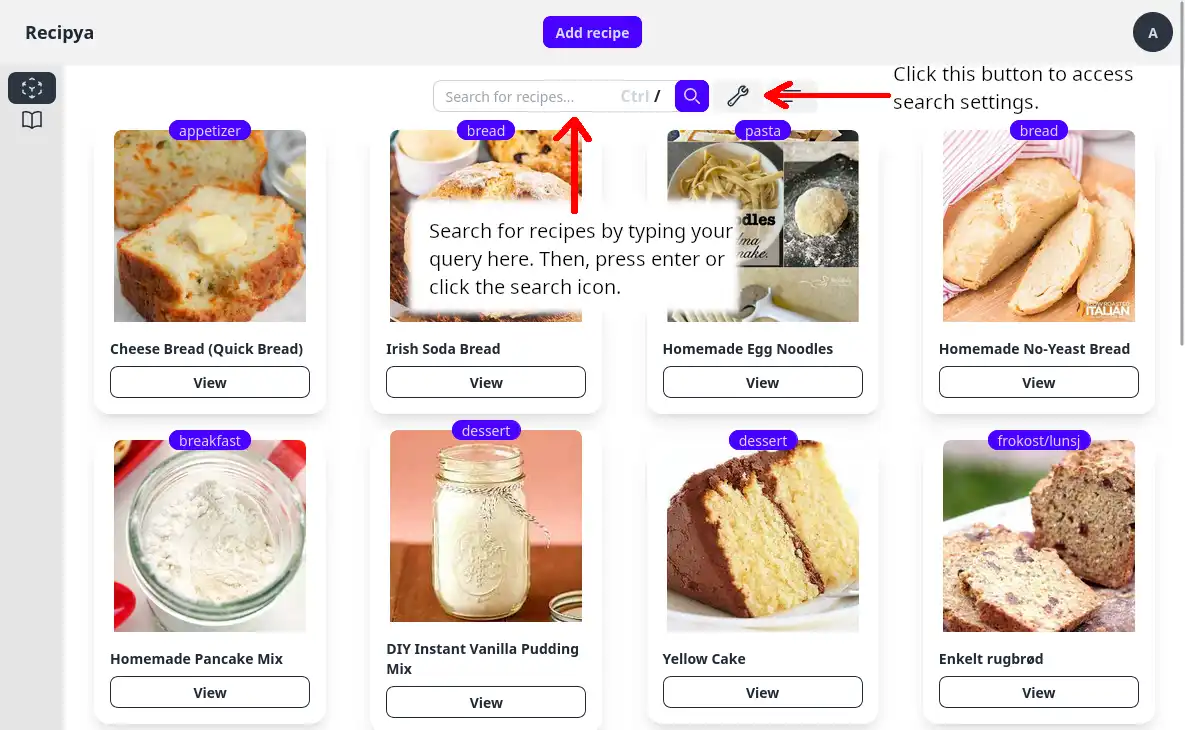 Recipya
Add recipe
A
Click this button to access
search settings.
Search for recipes...
Ctrl /
appetizer
bread
pasta
bread
Search for recipes by typing your
query here. Then, press enter or
click the search icon.
make.
ITALIAN
Cheese Bread (Quick Bread)
Irish Soda Bread
Homemade Egg Noodles
Homemade No-Yeast Bread
View
View
View
View
breakfast
dessert
dessert
frokost/lunsj
Homemade Pancake Mix
DIY Instant Vanilla Pudding
Mix
Yellow Cake
Enkelt rugbrød
View
View
View
View